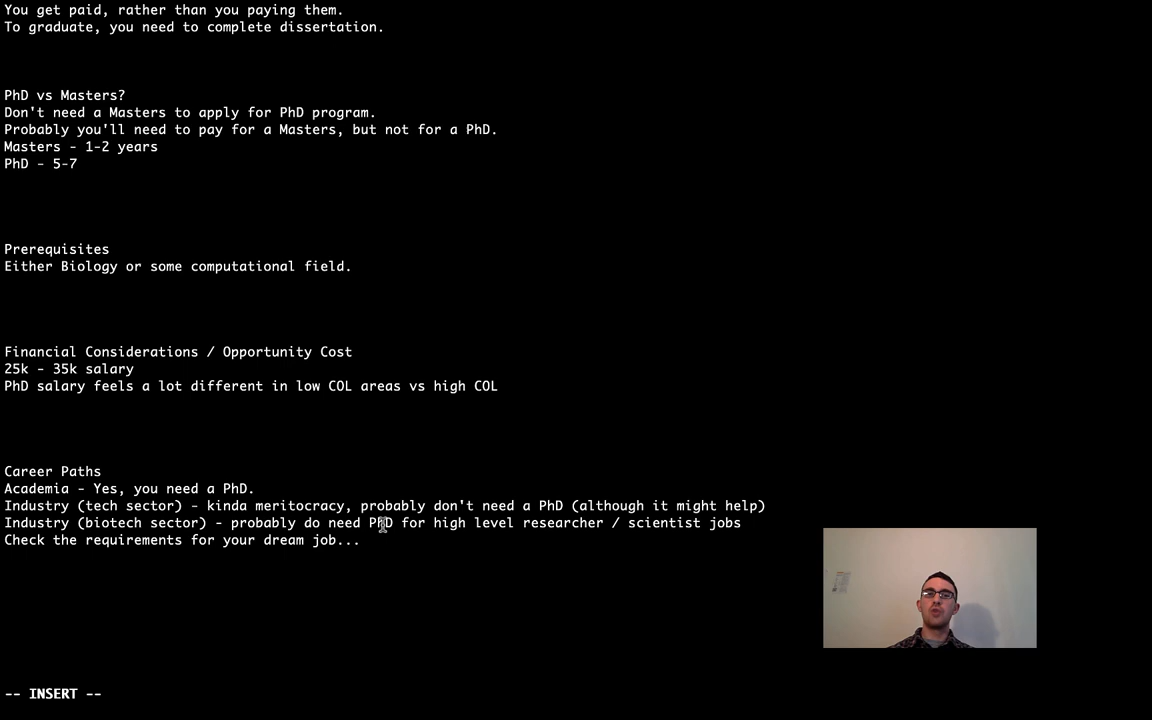 You get paid, rather than you paying them.
To graduate, you need to complete dissertation.
PhD vs Masters?
Don't need a Masters to apply for PhD program.
Probably you'll need to pay for a Masters, but not for a PhD.
Masters - 1-2 years
PhD - 5-7
Prerequisites
Either Biology or some computational field.
Financial Considerations / Opportunity Cost
25k - 35k salary
PhD salary feels a lot different in low COL areas vs high COL
Career Paths
Academia - Yes, you need a PhD.
Industry (tech sector) - kinda meritocracy, probably don't need a PhD (although it might help)
Industry (biotech sector) - probably do need PhD for high level researcher / scientist jobs
Check the requirements for your dream job...
-- INSERT --